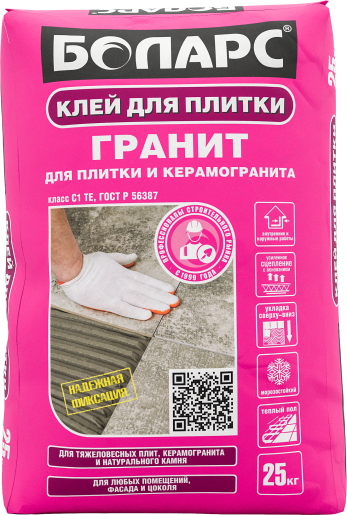 БОЛАРС®
КЛЕЙ ДЛЯ ПЛИТКИ
ГРАНИТ
ДЛЯ ПЛИТКИ И КЕРАМОГРАНИТА
класс C1 TE, ГОСТ Р 56387
ПРОФЕССИОНАЛЫ СТРОИТЕЛЬНОГО РЫНКА
С 1999 ГОДА
внутренние и
наружные работы
усиленное
СЦЕПЛЕНИЕ
с основанием
УКЛАДКА
сверху-вниз
морозостойкий
ТЕПЛЫЙ ПОЛ
НАДЕЖНАЯ
ФИКСАЦИЯ
ДЛЯ ТЯЖЕЛОВЕСНЫХ ПЛИТ, КЕРАМОГРАНИТА
И НАТУРАЛЬНОГО КАМНЯ
ДЛЯ ЛЮБЫХ ПОМЕЩЕНИЙ,
ФАСАДА И ЦОКОЛЯ
25КГ
25
25